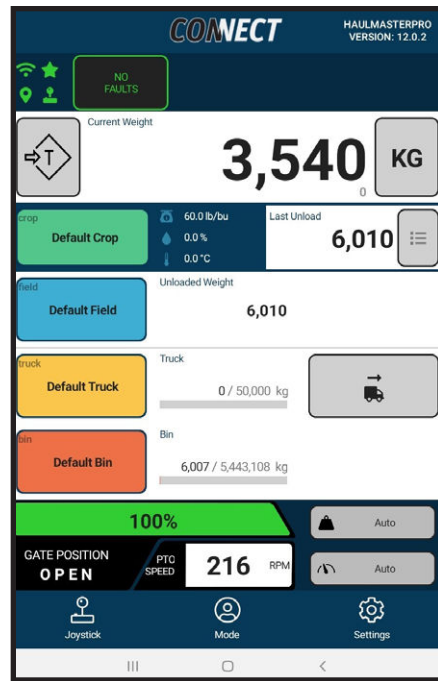 CONNECT
HAULMASTERPRO
VERSION: 12.0.2
NO
FAULTS
Current Weight
T
3,540
0
KG
crop
Default Crop
60.0 lb/bu
0.0 %
0.0 °C
Last Unload
6,010
field
Default Field
Unloaded Weight
6,010
truck
Default Truck
Truck
0 / 50,000 kg
bin
Default Bin
Bin
6,007 / 5,443,108 kg
100%
Auto
GATE POSITION
OPEN
PTO
SPEED
216
RPM
Auto
Joystick
Mode
Settings